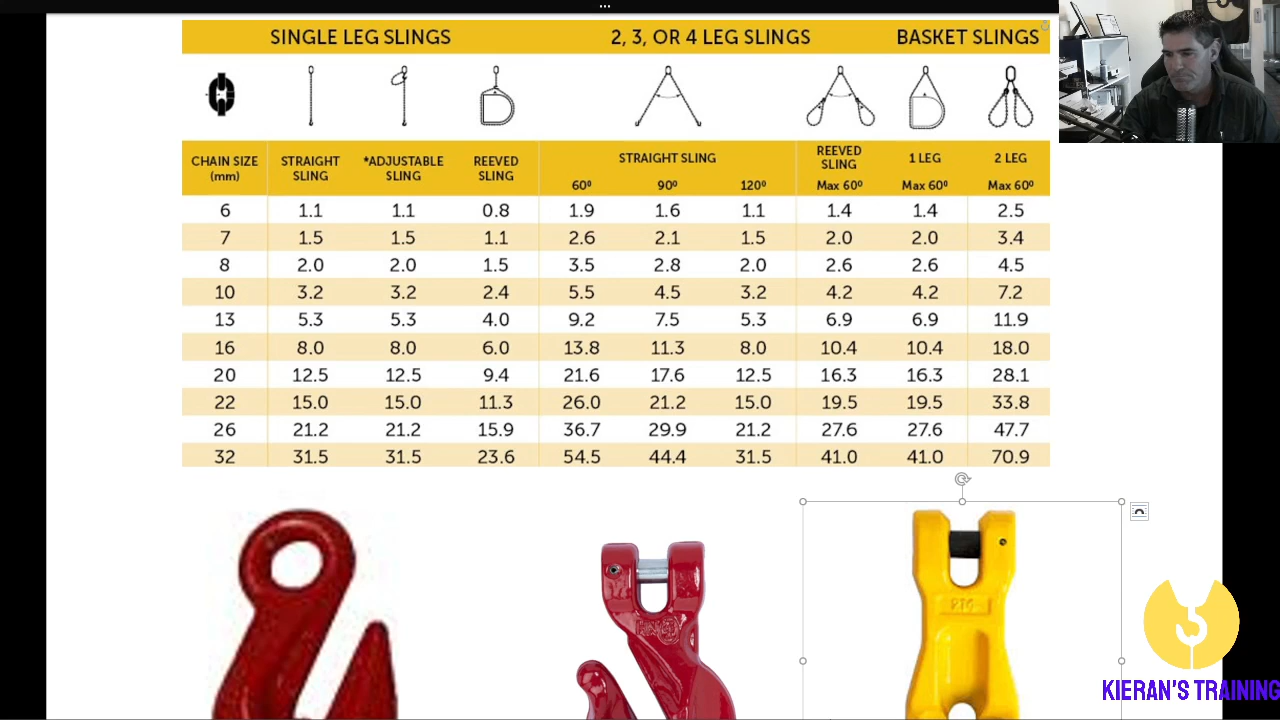 SINGLE LEG SLINGS 2, 3, OR 4 LEG SLINGS BASKET SLINGS
CHAIN SIZE (mm) STRAIGHT SLING *ADJUSTABLE SLING REEVED SLING STRAIGHT SLING 60⁰ 90⁰ 120⁰ REEVED SLING Max 60⁰ 1 LEG Max 60⁰ 2 LEG Max 60⁰
6 1.1 1.1 0.8 1.9 1.6 1.1 1.4 1.4 2.5
7 1.5 1.5 1.1 2.6 2.1 1.5 2.0 2.0 3.4
8 2.0 2.0 1.5 3.5 2.8 2.0 2.6 2.6 4.5
10 3.2 3.2 2.4 5.5 4.5 3.2 4.2 4.2 7.2
13 5.3 5.3 4.0 9.2 7.5 5.3 6.9 6.9 11.9
16 8.0 8.0 6.0 13.8 11.3 8.0 10.4 10.4 18.0
20 12.5 12.5 9.4 21.6 17.6 12.5 16.3 16.3 28.1
22 15.0 15.0 11.3 26.0 21.2 15.0 19.5 19.5 33.8
26 21.2 21.2 15.9 36.7 29.9 21.2 27.6 27.6 47.7
32 31.5 31.5 23.6 54.5 44.4 31.5 41.0 41.0 70.9
KIERAN'S TRAINING